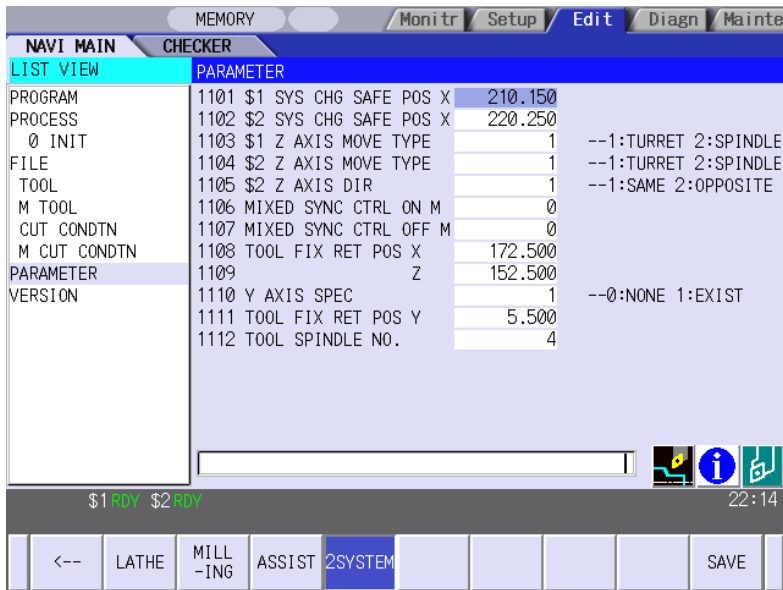 MEMORY Monitr Setup Edit Diagn Mainte
NAVI MAIN CHECKER
LIST VIEW
PROGRAM
PROCESS
0 INIT
FILE
TOOL
M TOOL
CUT CONDTN
M CUT CONDTN
PARAMETER
VERSION
PARAMETER
1101 $1 SYS CHG SAFE POS X 210.150
1102 $2 SYS CHG SAFE POS X 220.250
1103 $1 Z AXIS MOVE TYPE 1 --1:TURRET 2:SPINDLE
1104 $2 Z AXIS MOVE TYPE 1 --1:TURRET 2:SPINDLE
1105 $2 Z AXIS DIR 1 --1:SAME 2:OPPOSITE
1106 MIXED SYNC CTRL ON M 0
1107 MIXED SYNC CTRL OFF M 0
1108 TOOL FIX RET POS X 172.500
1109 Z 152.500
1110 Y AXIS SPEC 1 --0:NONE 1:EXIST
1111 TOOL FIX RET POS Y 5.500
1112 TOOL SPINDLE NO. 4
$1 RDY $2 RDY 22:14
<-- LATHE MILL -ING ASSIST 2SYSTEM SAVE